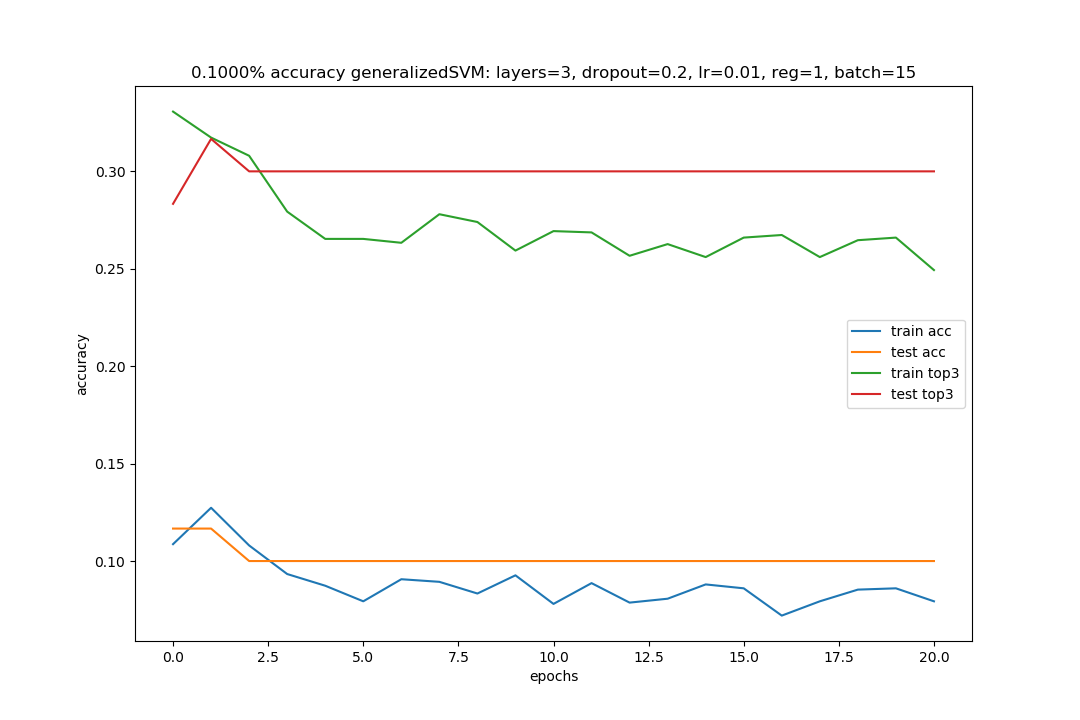 0.1000% accuracy generalizedSVM: layers=3, dropout=0.2, lr=0.01, reg=1, batch=15
accuracy
0.30
0.25
0.20
0.15
0.10
train acc
test acc
train top3
test top3
0.0 2.5 5.0 7.5 10.0 12.5 15.0 17.5 20.0
epochs